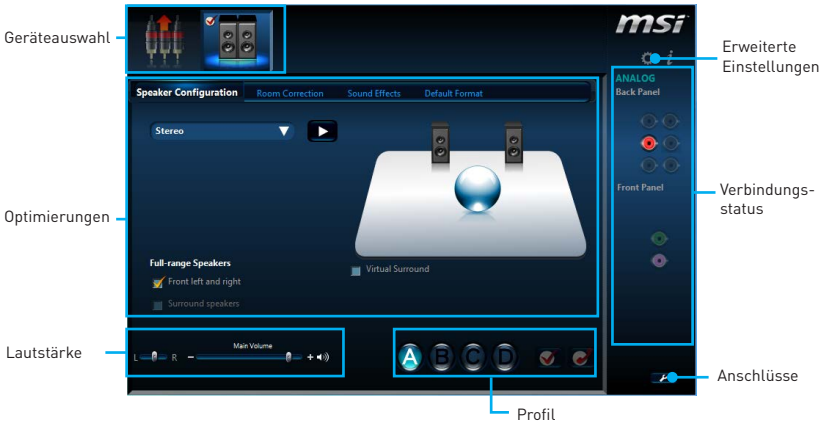 Geräteauswahl
msi
Erweiterte
Einstellungen
ANALOG
Back Panel
Speaker Configuration
Room Correction
Sound Effects
Default Format
Stereo
Verbindungs-
status
Front Panel
Optimierungen
Full-range Speakers
Front left and right
Virtual Surround
Surround speakers
Lautstärke
Main Volume
L
R
A
B
C
D
Anschlüsse
Profil